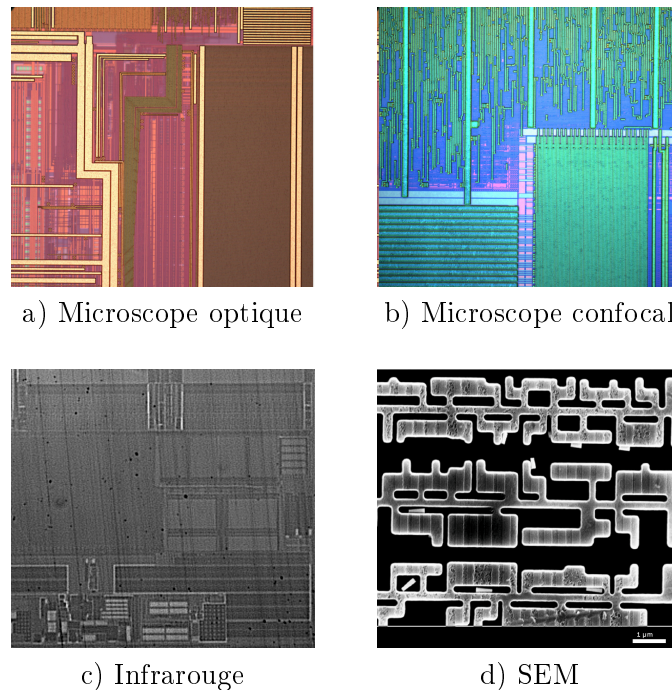 a) Microscope optique
b) Microscope confocal
c) Infrarouge
1 µm
d) SEM